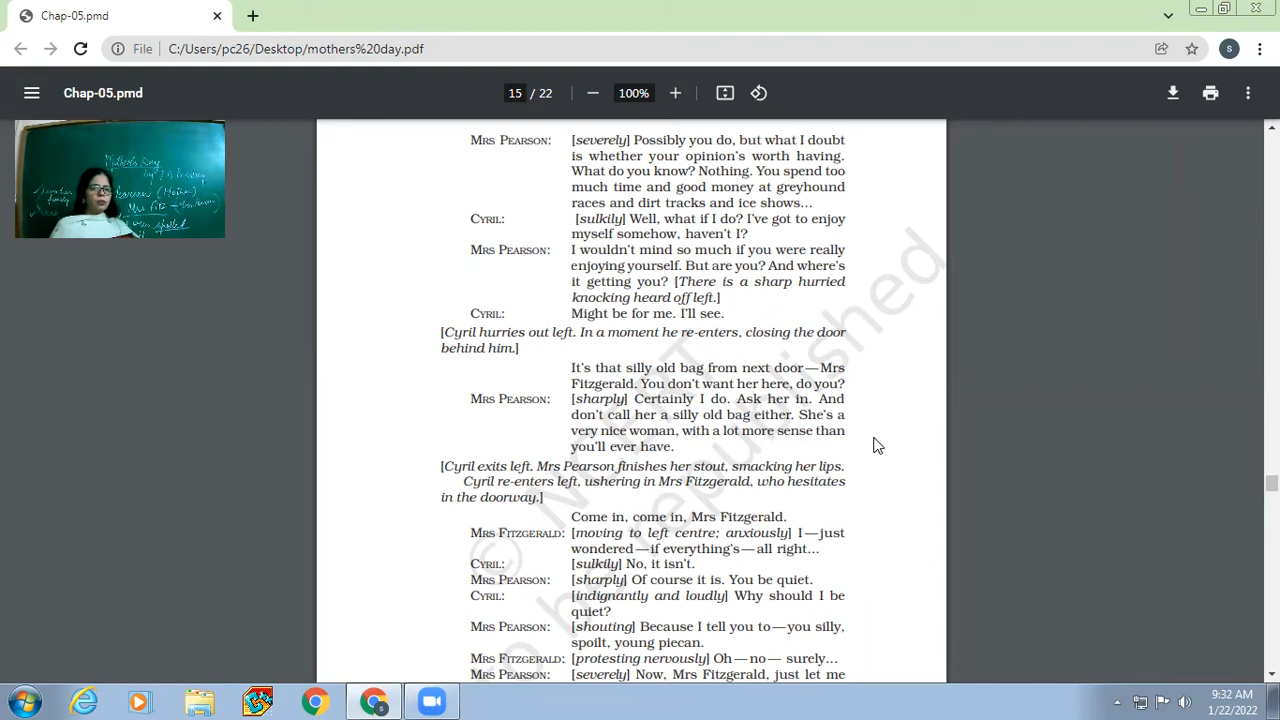 Chap-05.pmd
File C:/Users/pc26/Desktop/mothers%20day.pdf
S
Chap-05.pmd
15 / 22
100%
Mother's Day
(Mother)
spoilt
MRS PEARSON: [severely] Possibly you do, but what I doubt
is whether your opinion's worth having.
What do you know? Nothing. You spend too
much time and good money at greyhound
races and dirt tracks and ice shows...
CYRIL: [sulkily] Well, what if I do? I've got to enjoy
myself somehow, haven't I?
MRS PEARSON: I wouldn't mind so much if you were really
enjoying yourself. But are you? And where's
it getting you? [There is a sharp hurried
knocking heard off left.]
CYRIL: Might be for me. I'll see.
[Cyril hurries out left. In a moment he re-enters, closing the door
behind him.]
It's that silly old bag from next door—Mrs
Fitzgerald. You don't want her here, do you?
MRS PEARSON: [sharply] Certainly I do. Ask her in. And
don't call her a silly old bag either. She's a
very nice woman, with a lot more sense than
you'll ever have.
[Cyril exits left. Mrs Pearson finishes her stout, smacking her lips.
Cyril re-enters left, ushering in Mrs Fitzgerald, who hesitates
in the doorway.]
Come in, come in, Mrs Fitzgerald.
MRS FITZGERALD: [moving to left centre; anxiously] I—just
wondered—if everything's—all right...
CYRIL: [sulkily] No, it isn't.
MRS PEARSON: [sharply] Of course it is. You be quiet.
CYRIL: [indignantly and loudly] Why should I be
quiet?
MRS PEARSON: [shouting] Because I tell you to—you silly,
spoilt, young piecan.
MRS FITZGERALD: [protesting nervously] Oh—no— surely...
MRS PEARSON: [severely] Now, Mrs Fitzgerald, just let me
© NCERT
to be republished
9:32 AM
1/22/2022